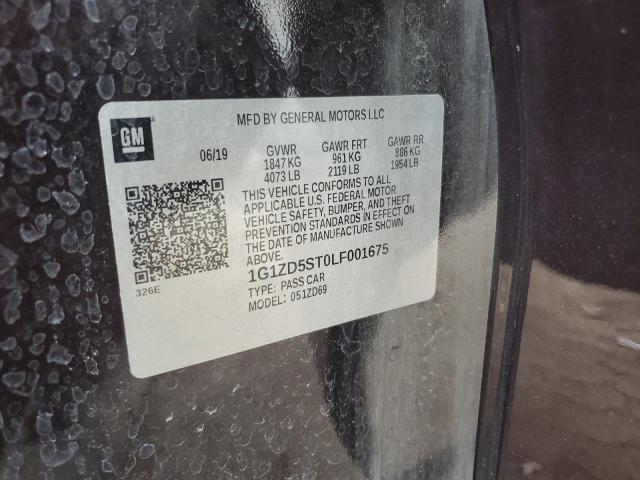 GM
MFD BY GENERAL MOTORS LLC
06/19 GVWR GAWR FRT GAWR RR
1847 KG 961 KG 886 KG
4073 LB 2119 LB 1954 LB
THIS VEHICLE CONFORMS TO ALL
APPLICABLE U.S. FEDERAL MOTOR
VEHICLE SAFETY, BUMPER, AND THEFT
PREVENTION STANDARDS IN EFFECT ON
THE DATE OF MANUFACTURE SHOWN
ABOVE.
1G1ZD5ST0LF001675
TYPE: PASS CAR
MODEL: 051ZD69
326E